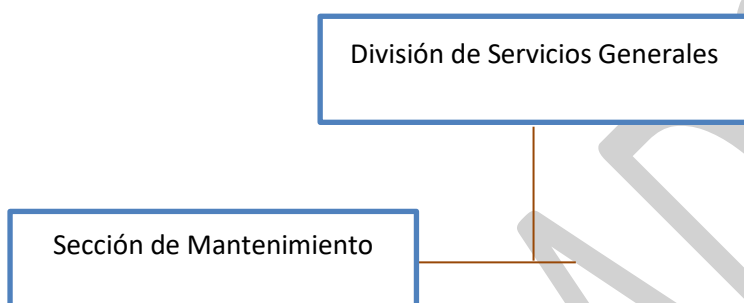 División de Servicios Generales
Sección de Mantenimiento